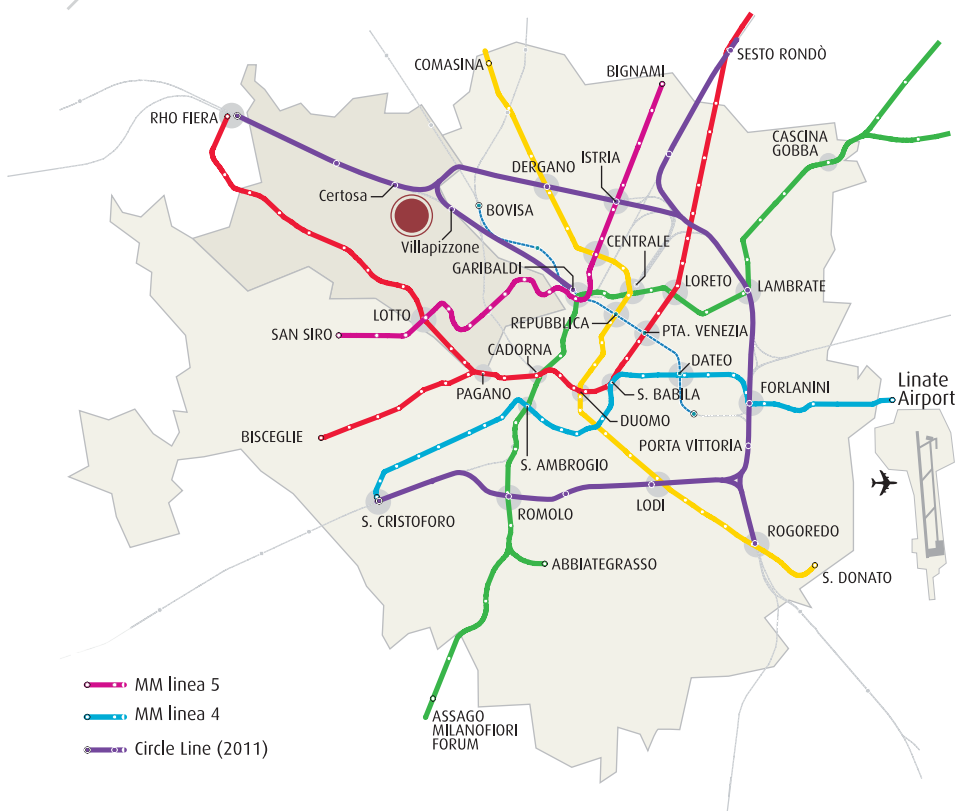 COMASINA
BIGNAMI
SESTO RONDÒ
RHO FIERA
CASCINA
GOBBA
DERGANO
ISTRIA
Certosa
BOVISA
Villapizzone
CENTRALE
GARIBALDI
LORETO
LAMBRATE
LOTTO
REPUBBLICA
PTA. VENEZIA
SAN SIRO
CADORNA
DATEO
PAGANO
S. BABILA
FORLANINI
Linate
Airport
DUOMO
BISCEGLIE
PORTA VITTORIA
S. AMBROGIO
S. CRISTOFORO
ROMOLO
LODI
ROGOREDO
ABBIATEGRASSO
S. DONATO
MM linea 5
MM linea 4
Circle Line (2011)
ASSAGO
MILANOFIORI
FORUM